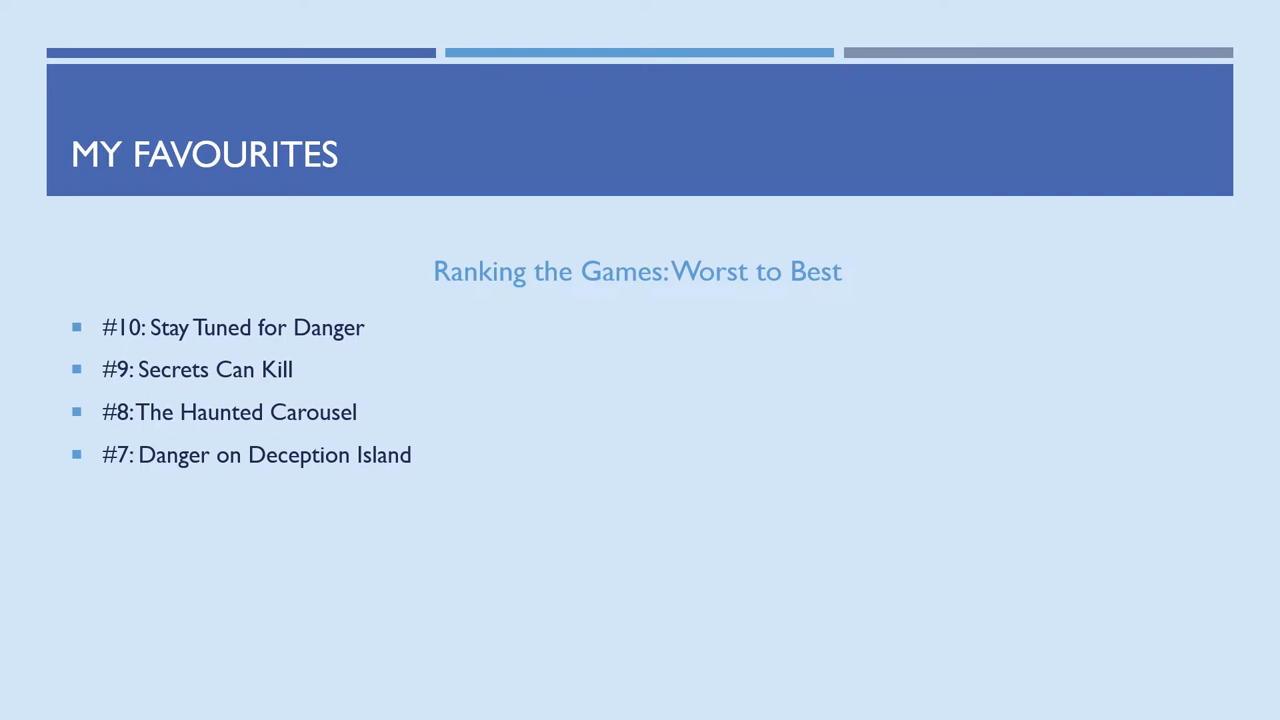 MY FAVOURITES
Ranking the Games: Worst to Best
#10: Stay Tuned for Danger
#9: Secrets Can Kill
#8: The Haunted Carousel
#7: Danger on Deception Island